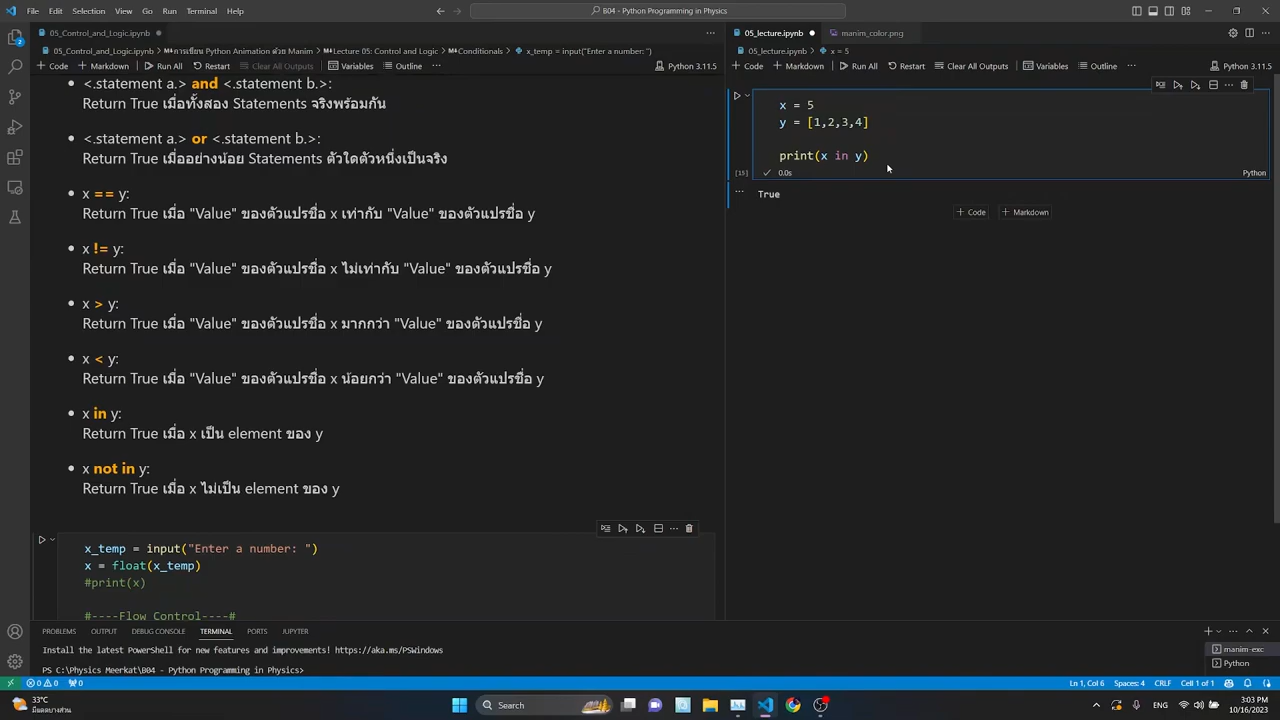 File Edit Selection View Go Run Terminal Help
B04 - Python Programming in Physics
05_Control_and_Logic.ipynb
05_Control_and_Logic.ipynb > การเขียน Python Animation ด้วย Manim > Lecture 05: Control and Logic > Conditionals > x_temp = input("Enter a number: ")
+ Code + Markdown Run All Restart Clear All Outputs Variables Outline ... Python 3.11.5
<.statement a.> and <.statement b.>:
Return True เมื่อทั้งสอง Statements จริงพร้อมกัน
<.statement a.> or <.statement b.>:
Return True เมื่ออย่างน้อย Statements ตัวใดตัวหนึ่งเป็นจริง
x == y:
Return True เมื่อ "Value" ของตัวแปรชื่อ x เท่ากับ "Value" ของตัวแปรชื่อ y
x != y:
Return True เมื่อ "Value" ของตัวแปรชื่อ x ไม่เท่ากับ "Value" ของตัวแปรชื่อ y
x > y:
Return True เมื่อ "Value" ของตัวแปรชื่อ x มากกว่า "Value" ของตัวแปรชื่อ y
x < y:
Return True เมื่อ "Value" ของตัวแปรชื่อ x น้อยกว่า "Value" ของตัวแปรชื่อ y
x in y:
Return True เมื่อ x เป็น element ของ y
x not in y:
Return True เมื่อ x ไม่เป็น element ของ y
x_temp = input("Enter a number: ")
x = float(x_temp)
#print(x)
#----Flow Control----#
05_lecture.ipynb manim_color.png
05_lecture.ipynb > x = 5
+ Code + Markdown Run All Restart Clear All Outputs Variables Outline ... Python 3.11.5
x = 5
y = [1,2,3,4]
print(x in y)
[15] 0.0s Python
True
+ Code + Markdown
PROBLEMS OUTPUT DEBUG CONSOLE TERMINAL PORTS JUPYTER
Install the latest PowerShell for new features and improvements! https://aka.ms/PSWindows
PS C:\Physics Meerkat\B04 - Python Programming in Physics>
manim-exc
Python
0 0 0 Ln 1, Col 6 Spaces: 4 CRLF Cell 1 of 1
33°C
มีแดดบางส่วน
Search
ENG
3:03 PM
10/16/2023